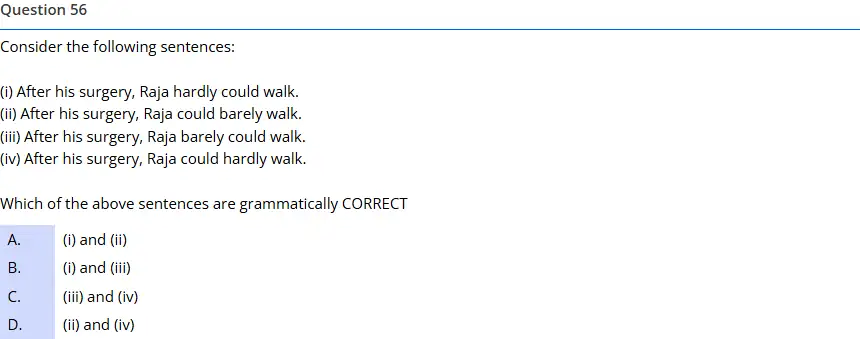 Question 56
Consider the following sentences:
(i) After his surgery, Raja hardly could walk.
(ii) After his surgery, Raja could barely walk.
(iii) After his surgery, Raja barely could walk.
(iv) After his surgery, Raja could hardly walk.
Which of the above sentences are grammatically CORRECT
A. (i) and (ii)
B. (i) and (iii)
C. (iii) and (iv)
D. (ii) and (iv)